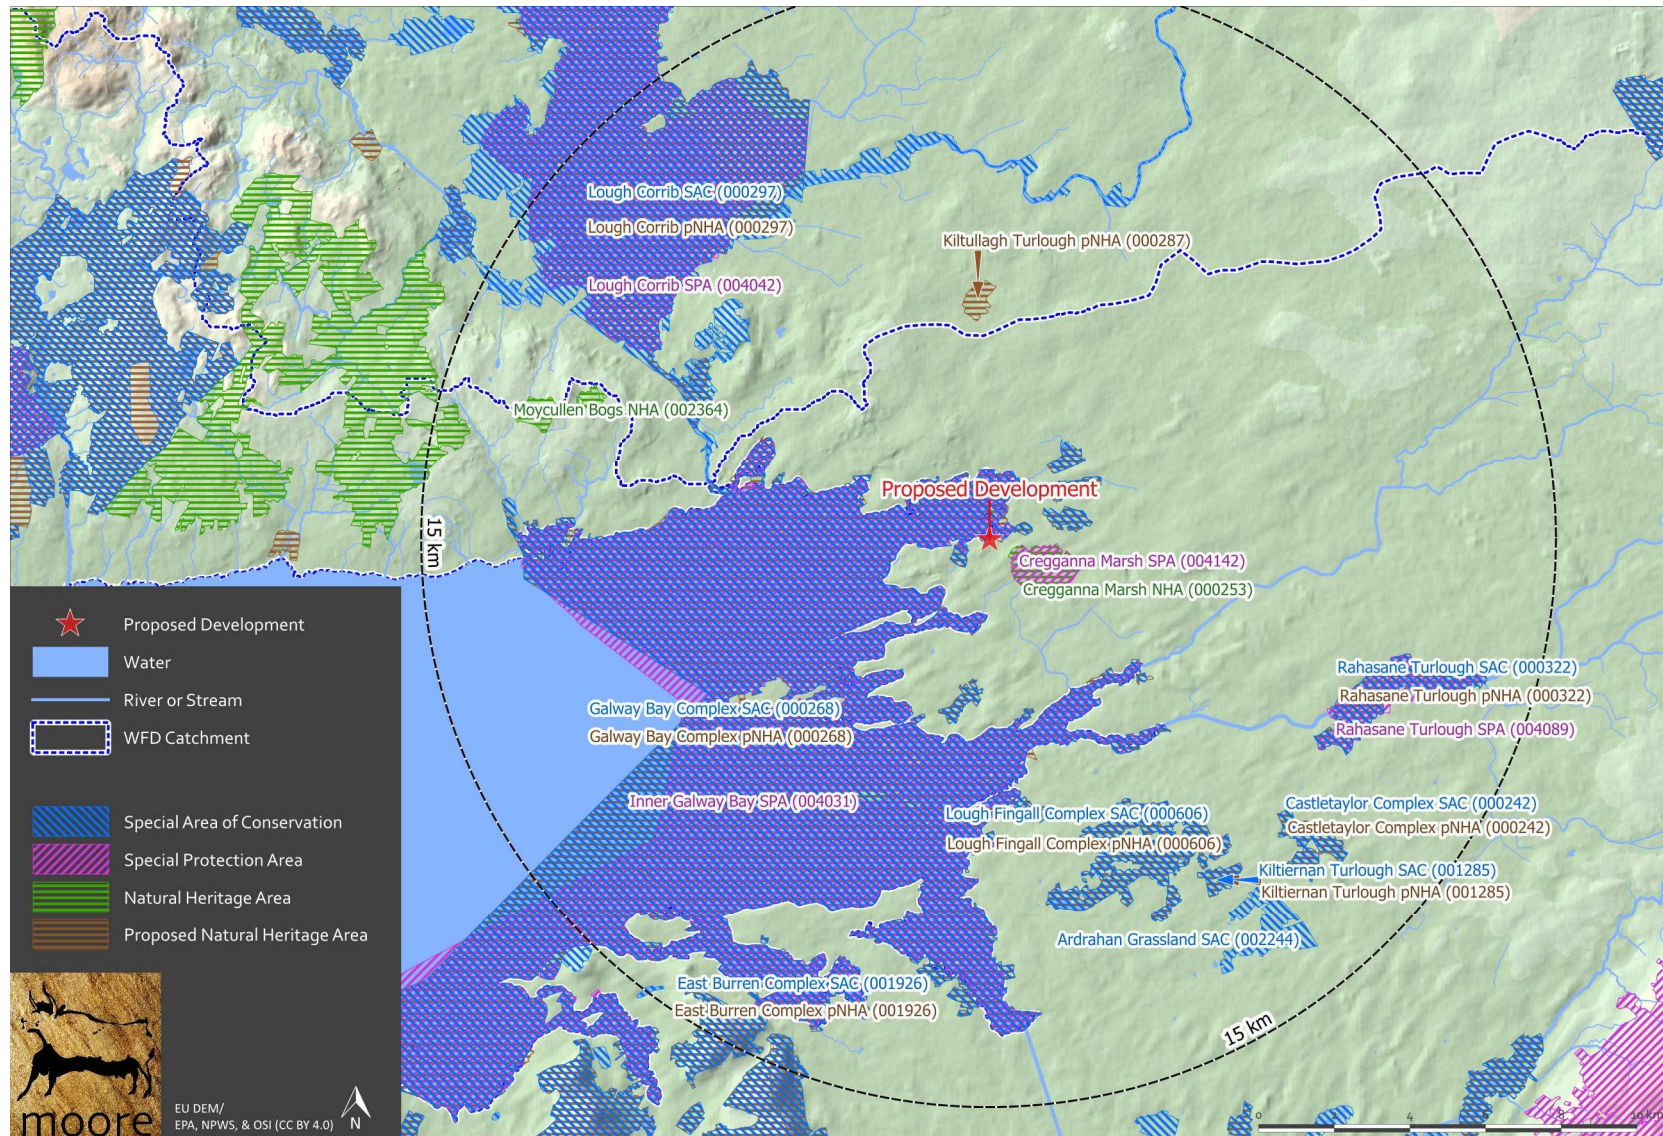 Lough Corrib SAC (000297)
Lough Corrib pNHA (000297)
Kiltullagh Turlough pNHA (000287)
Lough Corrib SPA (004042)
Moycullen Bogs NHA (002364)
Proposed Development
15 km
Cregganna Marsh SPA (004142)
Cregganna Marsh NHA (000253)
Rahasane Turlough SAC (000322)
Rahasane Turlough pNHA (000322)
Rahasane Turlough SPA (004089)
Galway Bay Complex SAC (000268)
Galway Bay Complex pNHA (000268)
Inner Galway Bay SPA (004031)
Lough Fingall Complex SAC (000606)
Lough Fingall Complex pNHA (000606)
Castletaylor Complex SAC (000242)
Castletaylor Complex pNHA (000242)
Kiltiernan Turlough SAC (001285)
Kiltiernan Turlough pNHA (001285)
Ardrahan Grassland SAC (002244)
East Burren Complex SAC (001926)
East Burren Complex pNHA (001926)
15 km
Proposed Development
Water
River or Stream
WFD Catchment
Special Area of Conservation
Special Protection Area
Natural Heritage Area
Proposed Natural Heritage Area
moore
EU DEM/
EPA, NPWS, & OSI (CC BY 4.0)
N
0 2 4 6 8 10 km